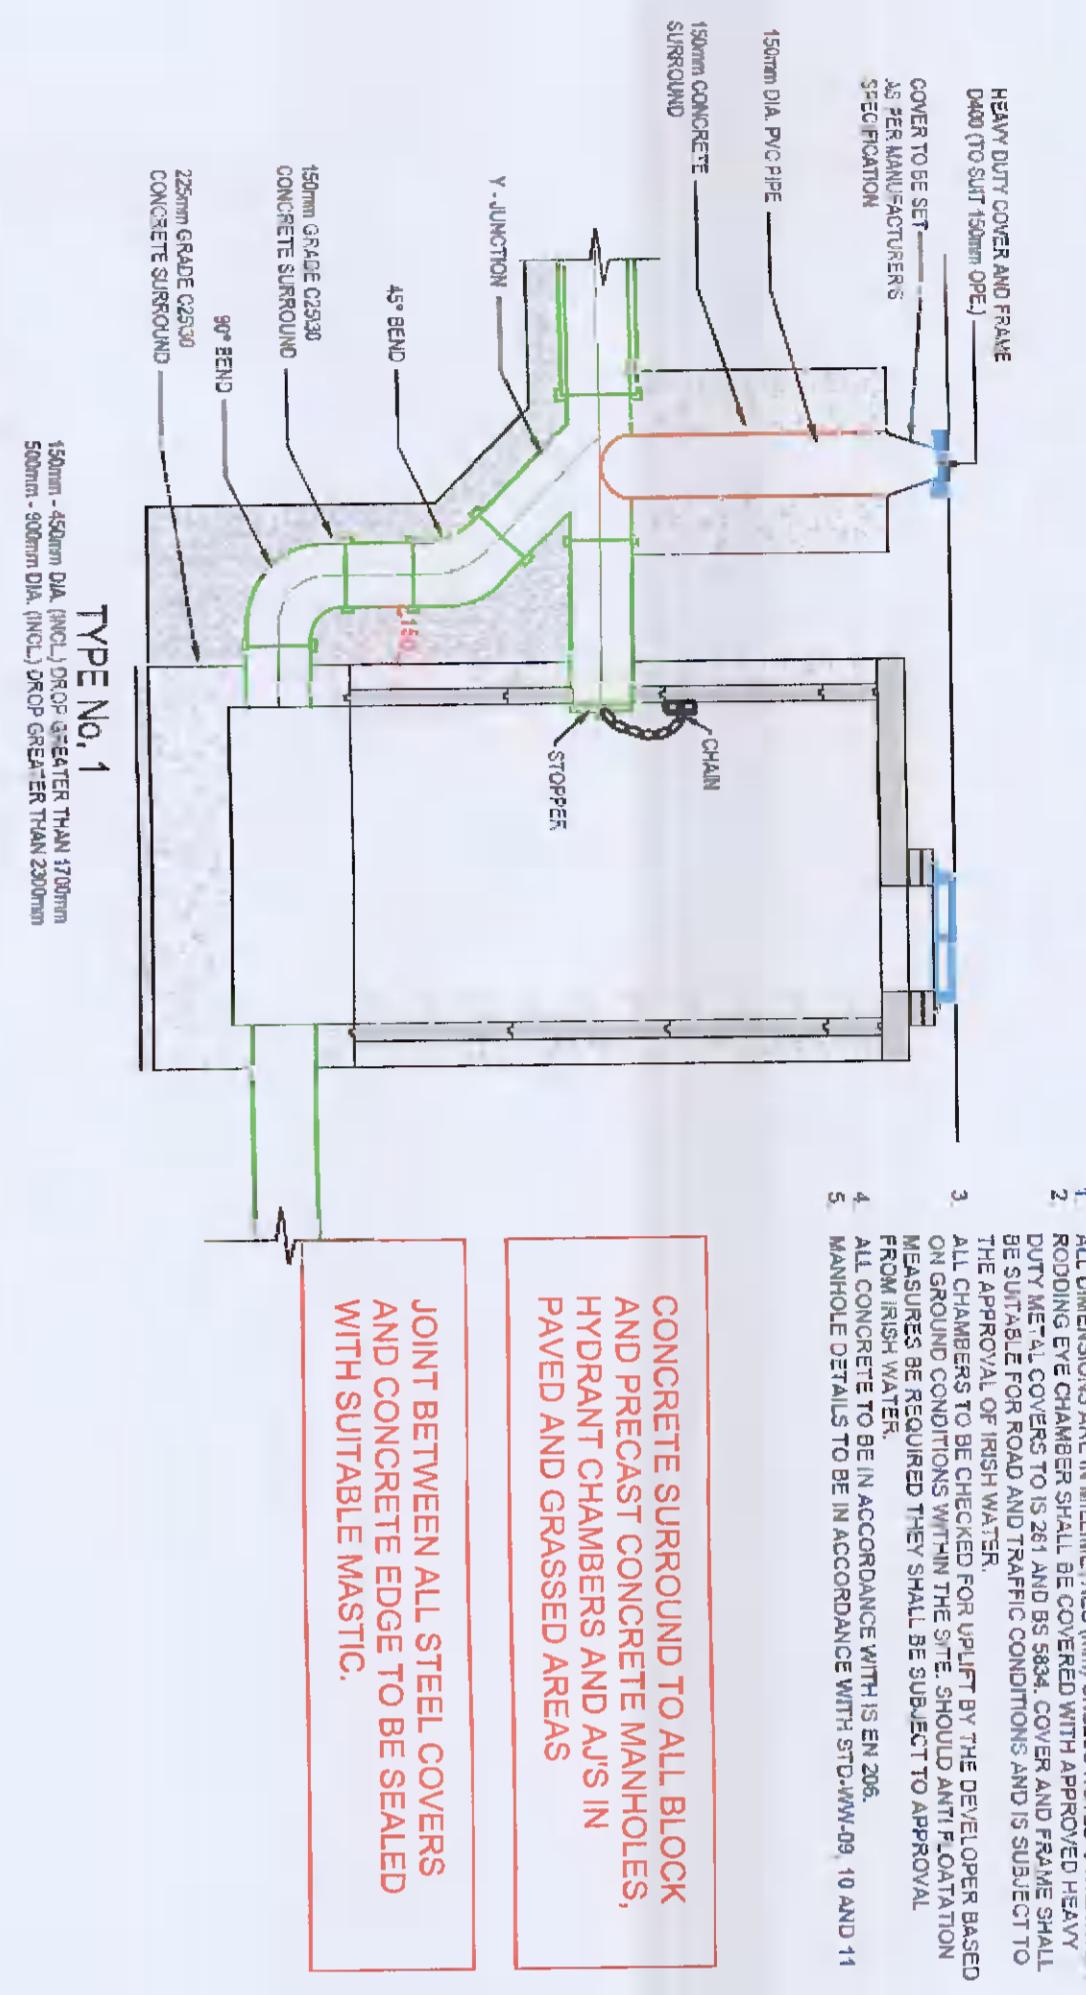 HEAVY DUTY COVER AND FRAME
D400 (TO SUIT 150mm OPE.)
COVER TO BE SET
AS PER MANUFACTURER'S
SPECIFICATION
150mm DIA. PVC PIPE
150mm CONCRETE
SURROUND
Y - JUNCTION
45° BEND
150mm GRADE C25\30
CONCRETE SURROUND
90° BEND
225mm GRADE C25\30
CONCRETE SURROUND
150
CHAIN
STOPPER
TYPE No. 1
150mm - 450mm DIA. (INCL.) DROP GREATER THAN 1700mm
500mm - 900mm DIA. (INCL.) DROP GREATER THAN 2300mm
1. ALL DIMENSIONS ARE IN MILLIMETRES (mm)
2. RODDING EYE CHAMBER SHALL BE COVERED WITH APPROVED HEAVY
DUTY METAL COVERS TO IS 261 AND BS 5834. COVER AND FRAME SHALL
BE SUITABLE FOR ROAD AND TRAFFIC CONDITIONS AND IS SUBJECT TO
THE APPROVAL OF IRISH WATER.
3. ALL CHAMBERS TO BE CHECKED FOR UPLIFT BY THE DEVELOPER BASED
ON GROUND CONDITIONS WITHIN THE SITE. SHOULD ANTI FLOATATION
MEASURES BE REQUIRED THEY SHALL BE SUBJECT TO APPROVAL
FROM IRISH WATER.
4. ALL CONCRETE TO BE IN ACCORDANCE WITH IS EN 206.
5. MANHOLE DETAILS TO BE IN ACCORDANCE WITH STD-WW-09, 10 AND 11
CONCRETE SURROUND TO ALL BLOCK
AND PRECAST CONCRETE MANHOLES,
HYDRANT CHAMBERS AND AJ'S IN
PAVED AND GRASSED AREAS
JOINT BETWEEN ALL STEEL COVERS
AND CONCRETE EDGE TO BE SEALED
WITH SUITABLE MASTIC.